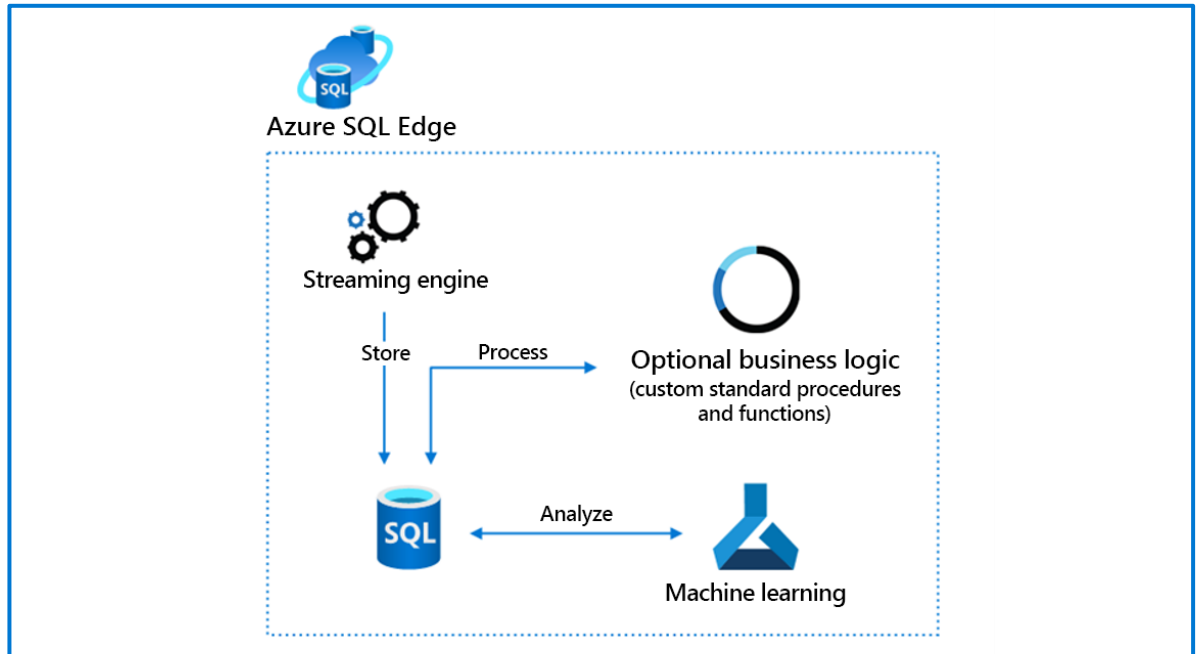 SQL
Azure SQL Edge
Streaming engine
Store
Process
Optional business logic
(custom standard procedures
and functions)
SQL
Analyze
Machine learning